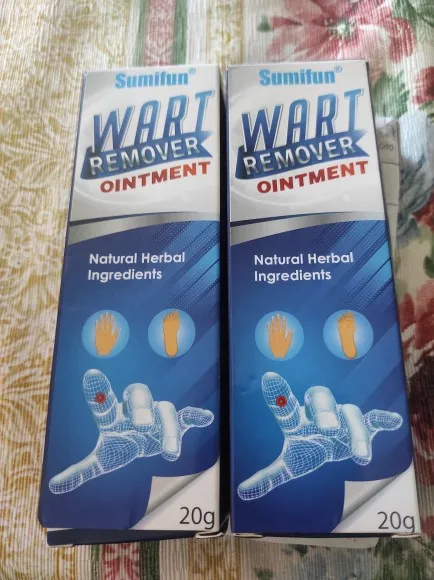 Sumifun®
WART
REMOVER
OINTMENT
Natural Herbal
Ingredients
20g
Sumifun®
WART
REMOVER
OINTMENT
Natural Herbal
Ingredients
20g